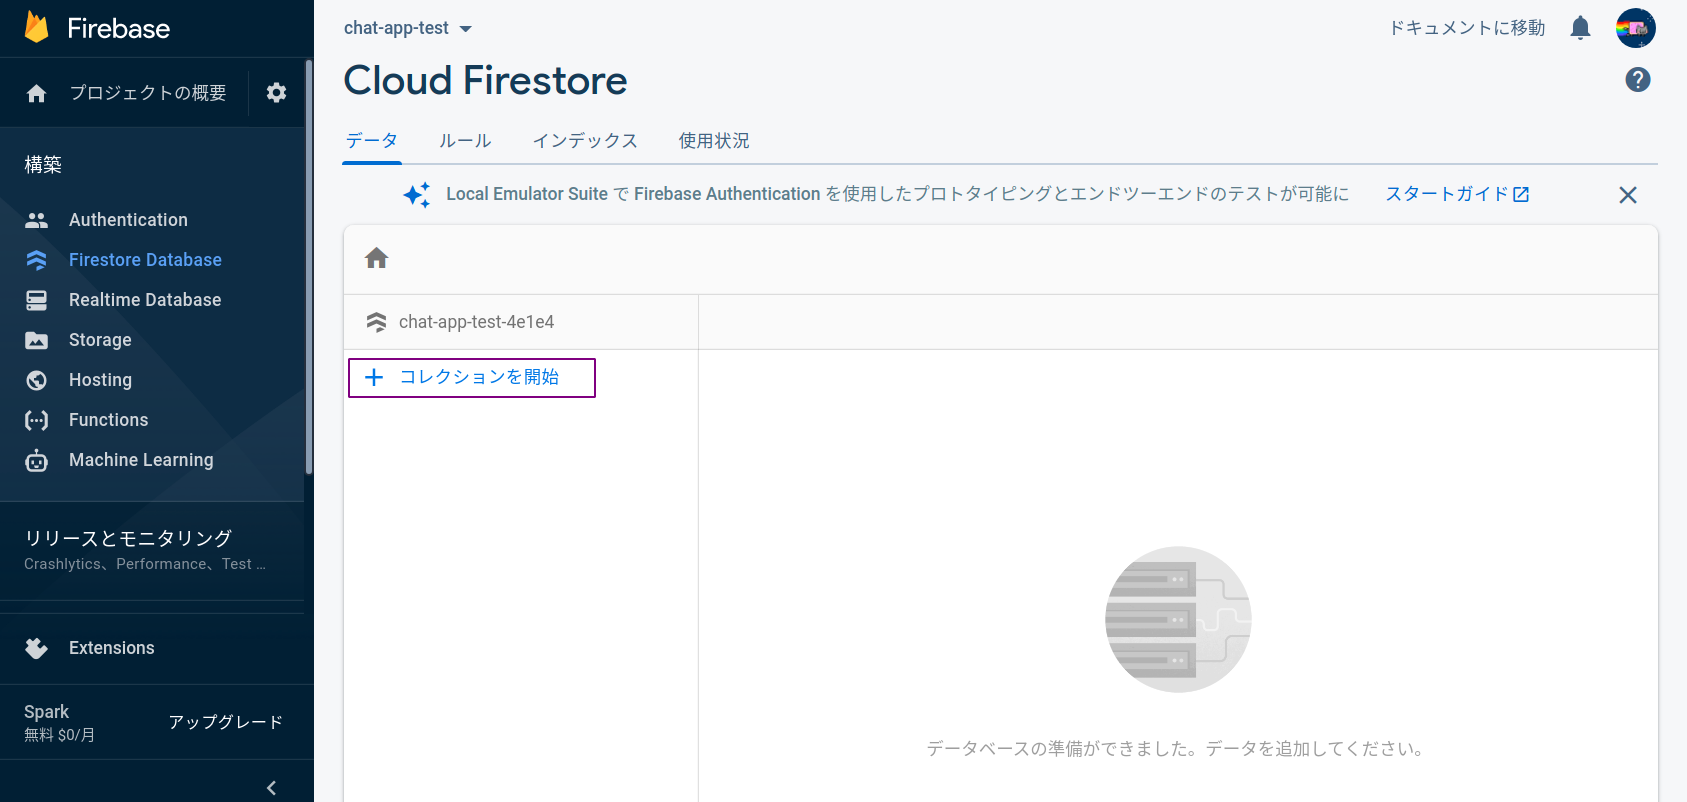 Firebase
プロジェクトの概要
構築
Authentication
Firestore Database
Realtime Database
Storage
Hosting
Functions
Machine Learning
リリースとモニタリング
Crashlytics、Performance、Test ...
Extensions
Spark
無料 $0/月
アップグレード
chat-app-test
ドキュメントに移動
Cloud Firestore
データ ルール インデックス 使用状況
Local Emulator Suite で Firebase Authentication を使用したプロトタイピングとエンドツーエンドのテストが可能に スタートガイド
chat-app-test-4e1e4
コレクションを開始
データベースの準備ができました。データを追加してください。